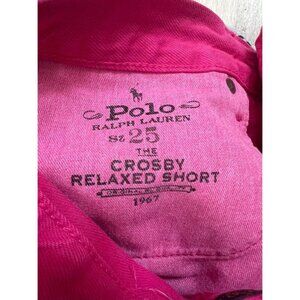 Polo
RALPH LAUREN
SZ 25
THE
CROSBY
RELAXED SHORT
1967